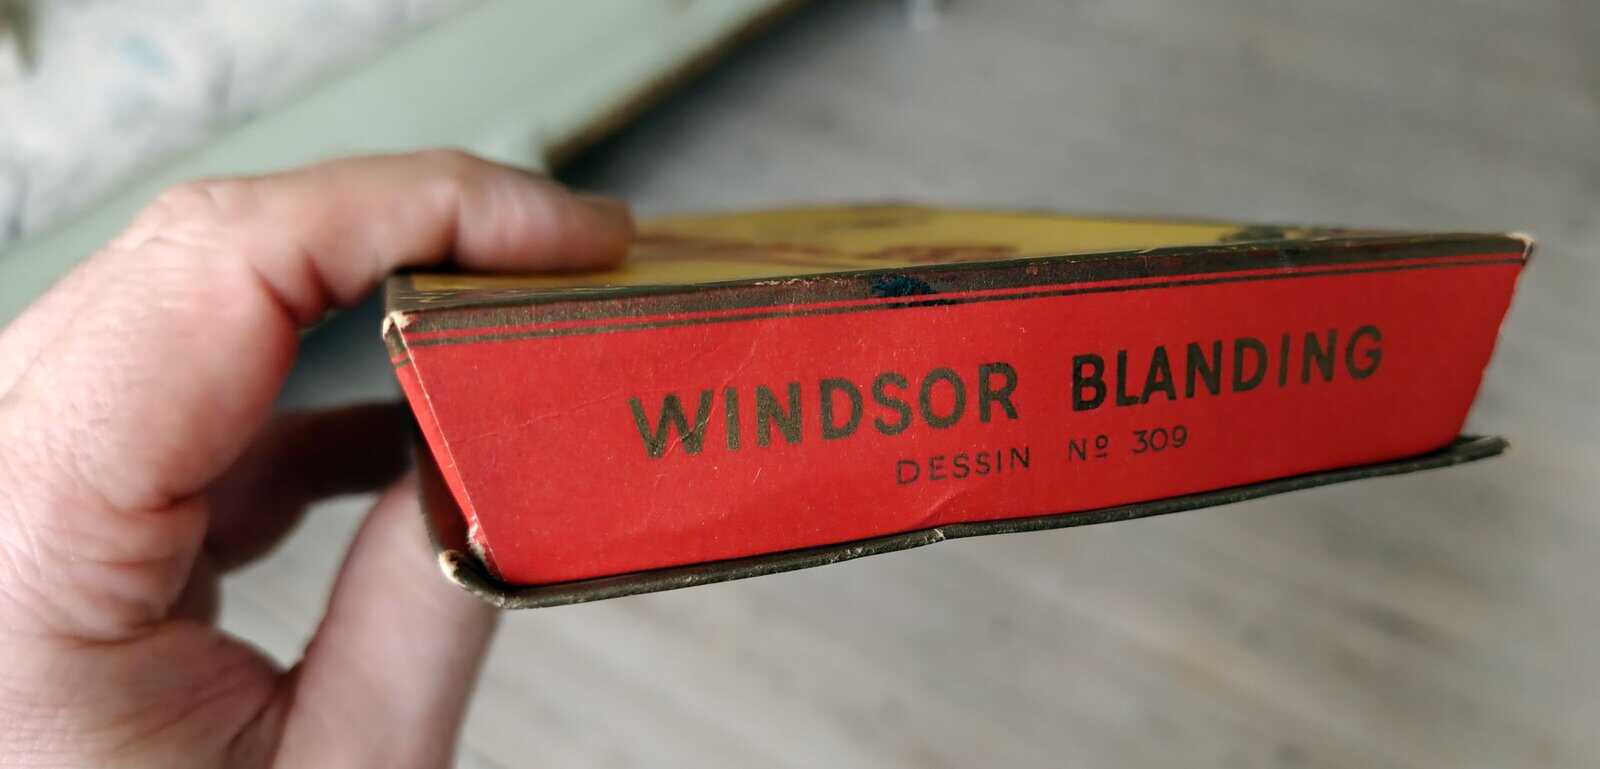 WINDSOR BLANDING
DESSIN Nº 309